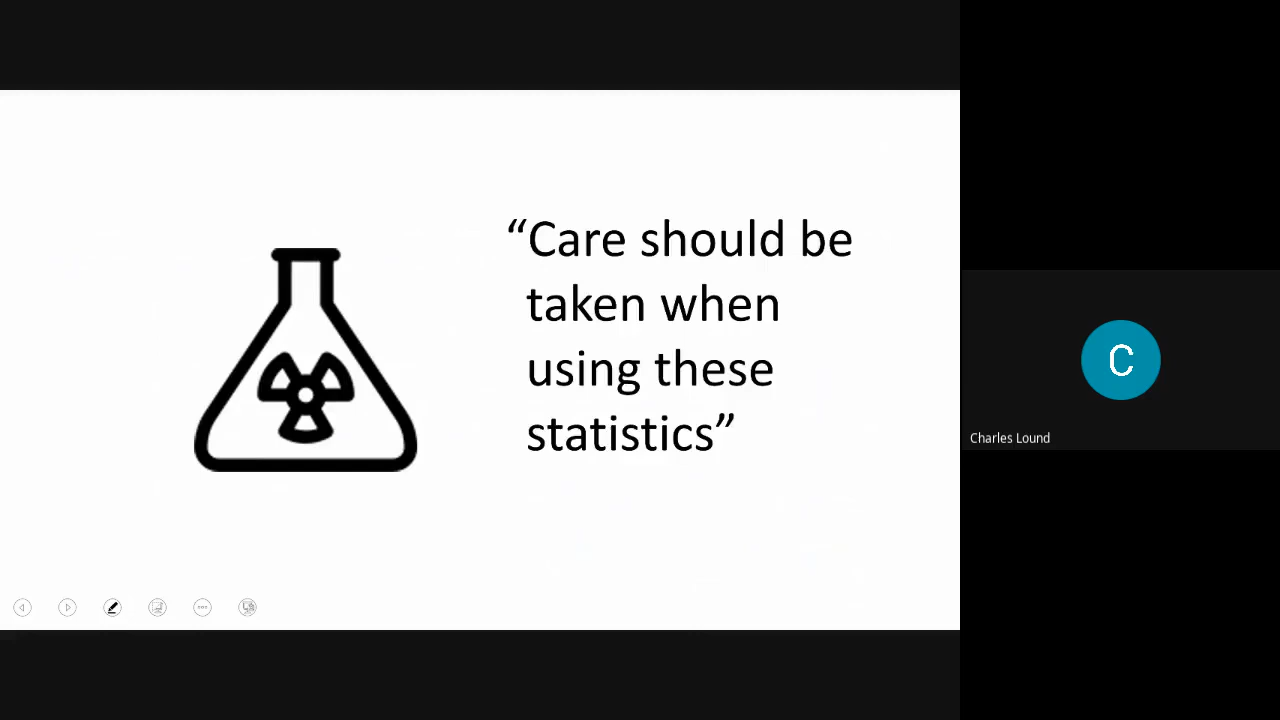 “Care should be
taken when
using these
statistics”
C
Charles Lound